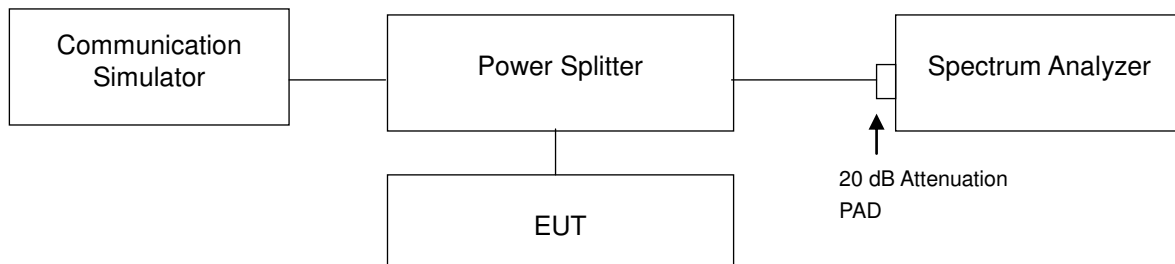 Communication
Simulator
Power Splitter
Spectrum Analyzer
20 dB Attenuation
PAD
EUT